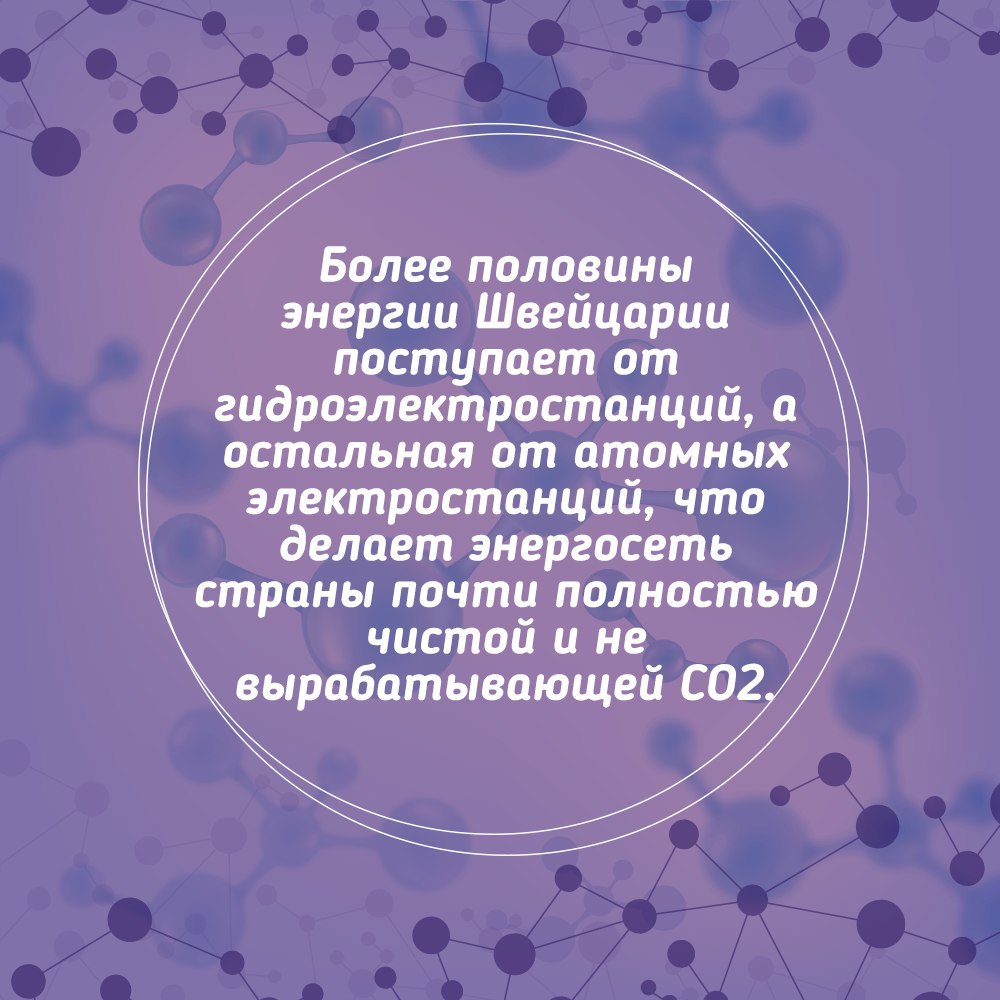 Более половины
энергии Швейцарии
поступает от
гидроэлектростанций, а
остальная от атомных
электростанций, что
делает энергосеть
страны почти полностью
чистой и не
вырабатывающей СО2.